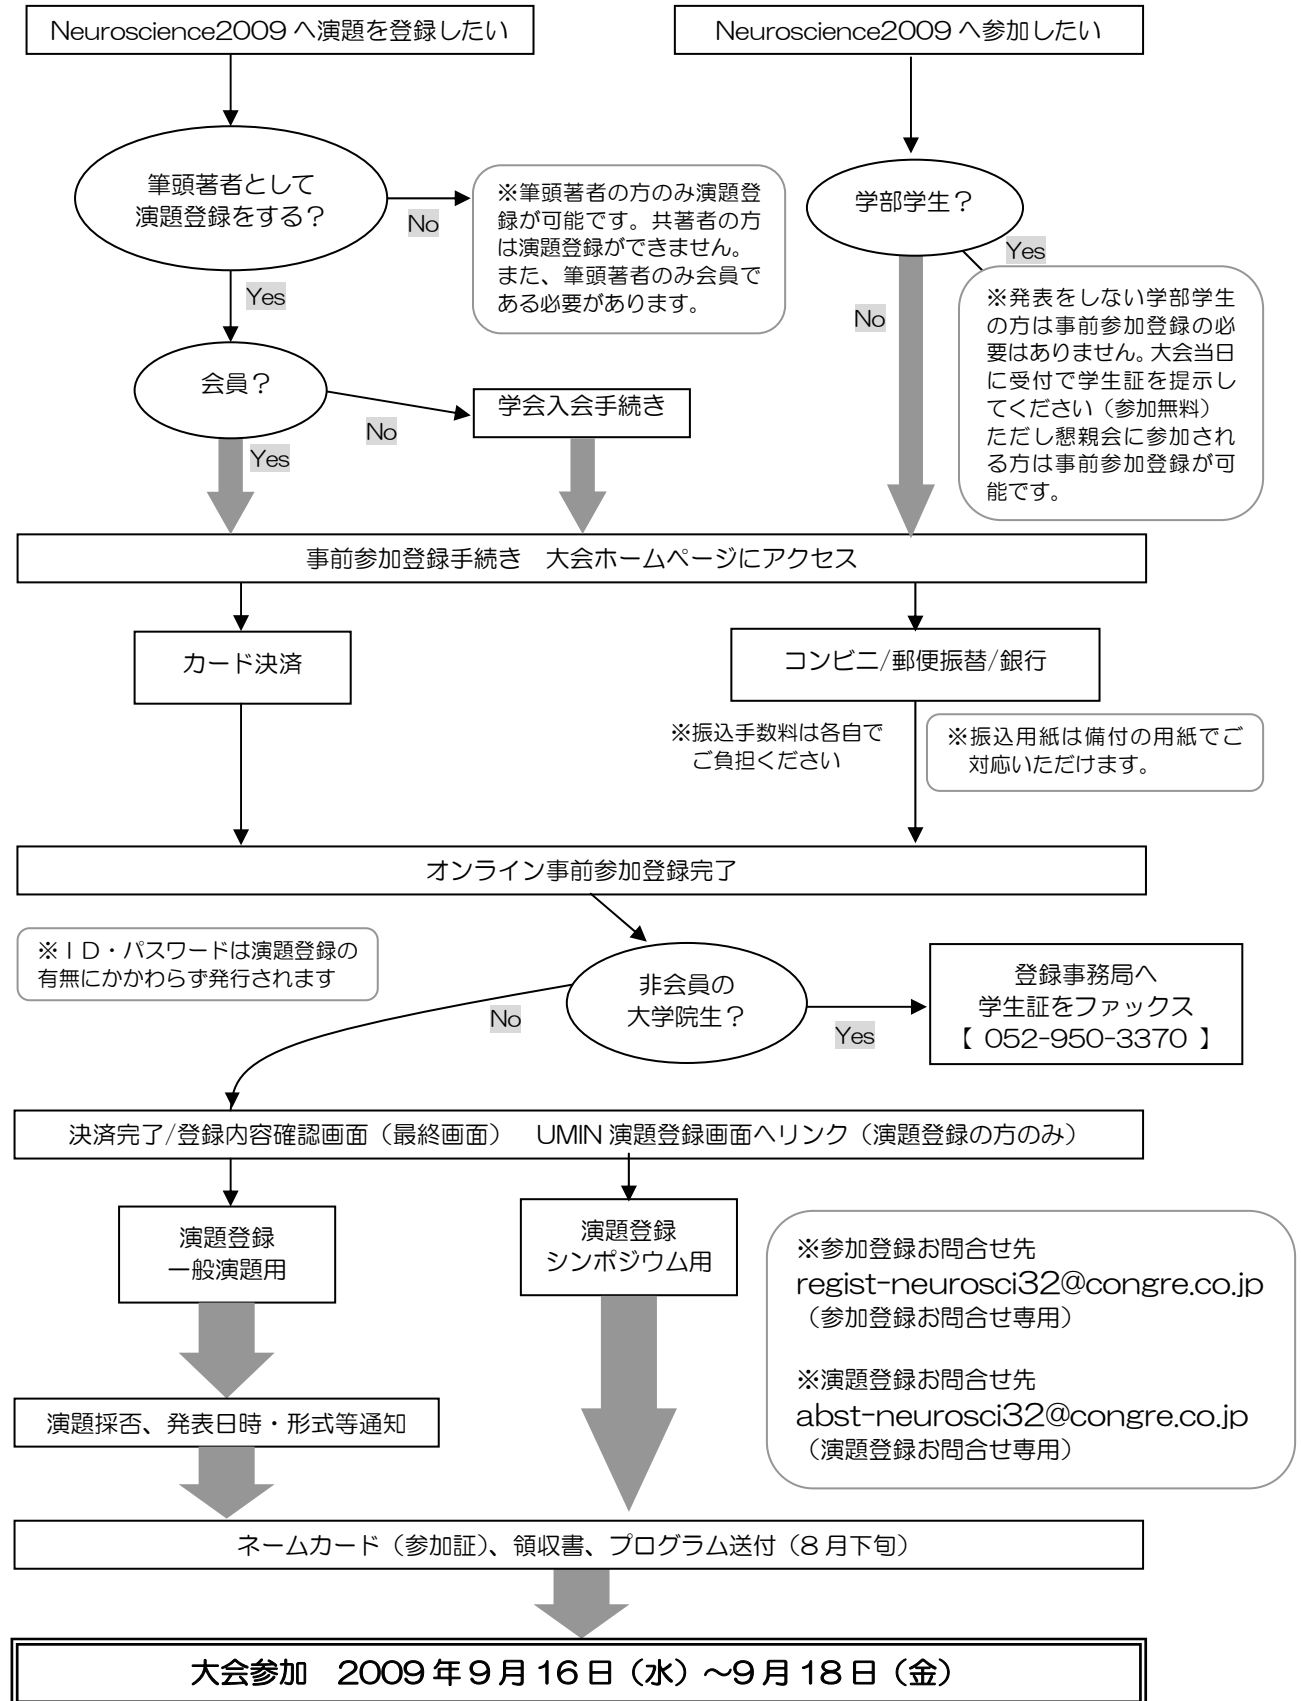 Neuroscience2009 へ演題を登録したい
Neuroscience2009 へ参加したい
筆頭著者として
演題登録をする？
No
※筆頭著者の方のみ演題登
録が可能です。共著者の方
は演題登録ができません。
また、筆頭著者のみ会員で
ある必要があります。
学部学生？
Yes
※発表をしない学部学生
の方は事前参加登録の必
要はありません。大会当日
に受付で学生証を提示し
てください（参加無料）
ただし懇親会に参加され
る方は事前参加登録が可
能です。
Yes
No
会員？
No
学会入会手続き
Yes
事前参加登録手続き　大会ホームページにアクセス
カード決済
コンビニ/郵便振替/銀行
※振込手数料は各自で
ご負担ください
※振込用紙は備付の用紙でご
対応いただけます。
オンライン事前参加登録完了
※ＩＤ・パスワードは演題登録の
有無にかかわらず発行されます
非会員の
大学院生？
No
Yes
登録事務局へ
学生証をファックス
【 052-950-3370 】
決済完了/登録内容確認画面（最終画面）　UMIN 演題登録画面へリンク（演題登録の方のみ）
演題登録
一般演題用
演題登録
シンポジウム用
※参加登録お問合せ先
regist-neurosci32@congre.co.jp
（参加登録お問合せ専用）
※演題登録お問合せ先
abst-neurosci32@congre.co.jp
（演題登録お問合せ専用）
演題採否、発表日時・形式等通知
ネームカード（参加証）、領収書、プログラム送付（8 月下旬）
大会参加　2009 年 9 月 16 日（水）～9 月 18 日（金）